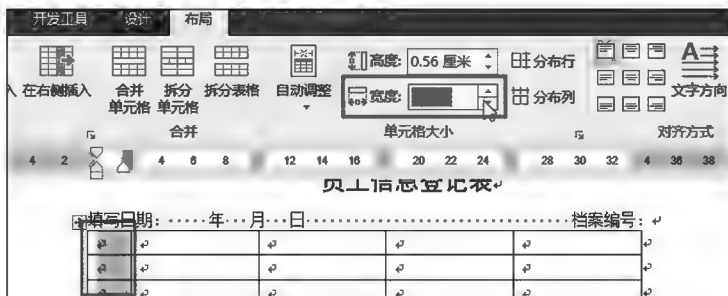 开发工具 设计 布局
入 在右侧插入 合并单元格 拆分单元格 拆分表格 自动调整 高度: 0.56 厘米 分布行 文字方向
宽度: 分布列
合并 单元格大小 对齐方式
4 2 4 6 8 12 14 16 20 22 24 28 30 32 4 36 38
员工信息登记表
填写日期: ······年···月···日······························档案编号: